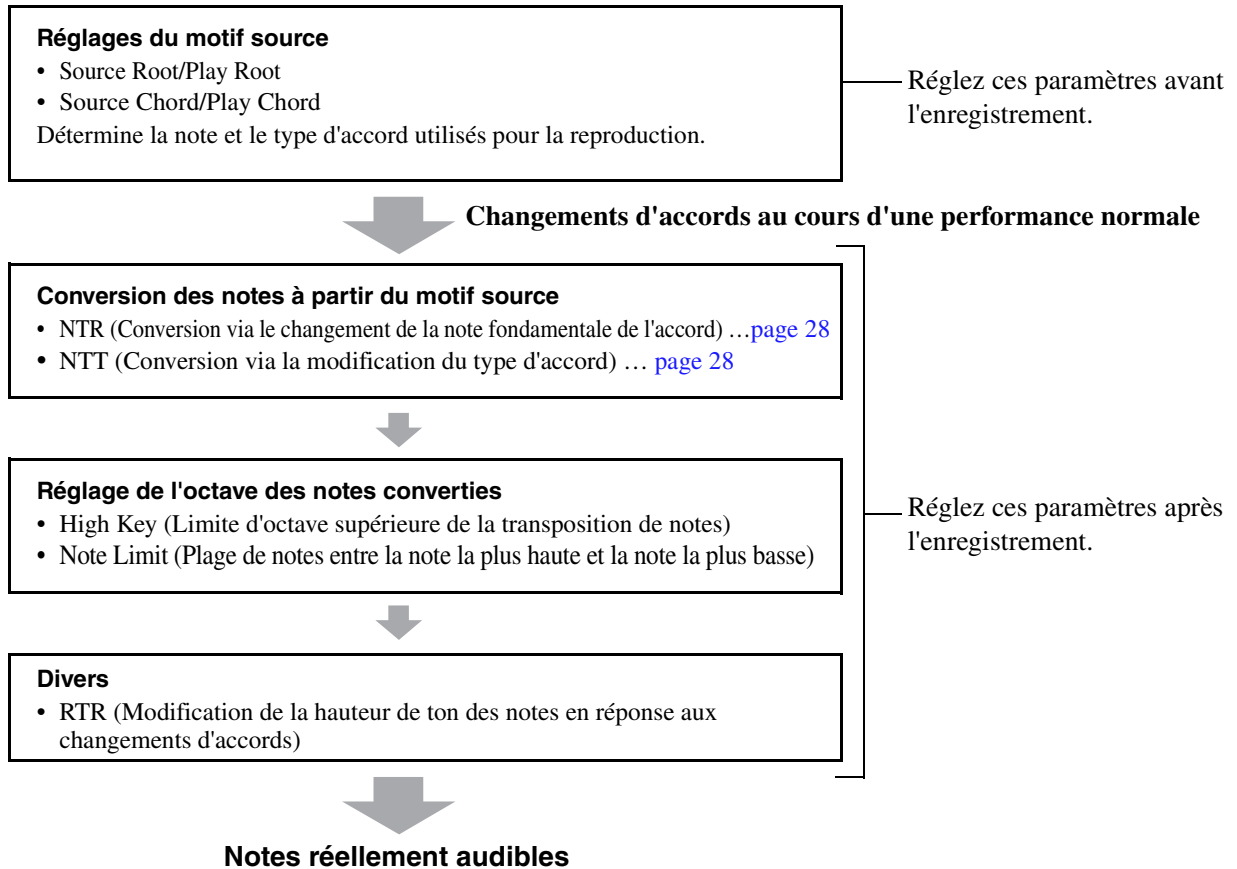 Réglages du motif source
• Source Root/Play Root
• Source Chord/Play Chord
Détermine la note et le type d'accord utilisés pour la reproduction.
Réglez ces paramètres avant
l'enregistrement.
Changements d'accords au cours d'une performance normale
Conversion des notes à partir du motif source
• NTR (Conversion via le changement de la note fondamentale de l'accord) …page 28
• NTT (Conversion via la modification du type d'accord) … page 28
Réglage de l'octave des notes converties
• High Key (Limite d'octave supérieure de la transposition de notes)
• Note Limit (Plage de notes entre la note la plus haute et la note la plus basse)
Réglez ces paramètres après
l'enregistrement.
Divers
• RTR (Modification de la hauteur de ton des notes en réponse aux
changements d'accords)
Notes réellement audibles